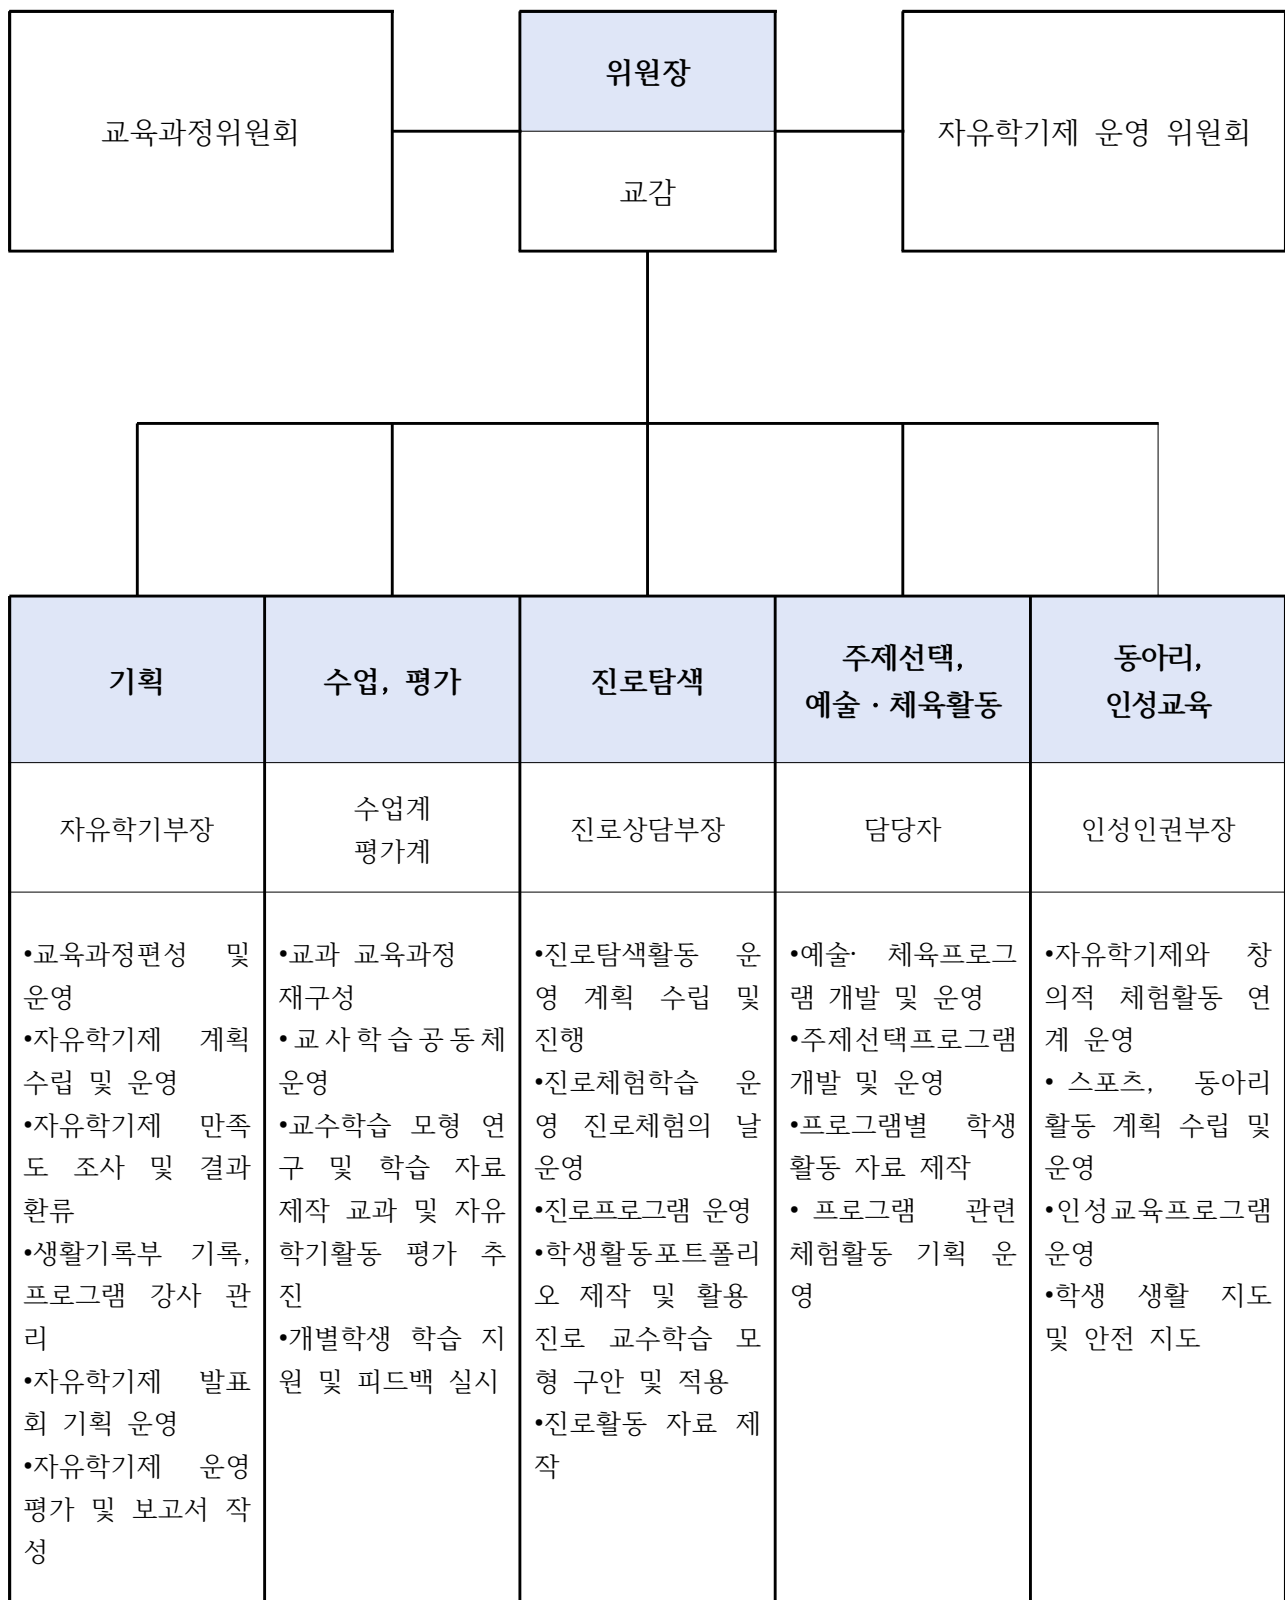 교육과정위원회
위원장
교감
자유학기제 운영 위원회
기획
자유학기부장
•교육과정편성 및
운영
•자유학기제 계획
수립 및 운영
•자유학기제 만족
도 조사 및 결과
환류
•생활기록부 기록,
프로그램 강사 관
리
•자유학기제 발표
회 기획 운영
•자유학기제 운영
평가 및 보고서 작
성
수업, 평가
수업계
평가계
•교과 교육과정
재구성
•교사학습공동체
운영
•교수학습 모형 연
구 및 학습 자료
제작 교과 및 자유
학기활동 평가 추
진
•개별학생 학습 지
원 및 피드백 실시
진로탐색
진로상담부장
•진로탐색활동 운
영 계획 수립 및
진행
•진로체험학습 운
영 진로체험의 날
운영
•진로프로그램 운영
•학생활동포트폴리
오 제작 및 활용
진로 교수학습 모
형 구안 및 적용
•진로활동 자료 제
작
주제선택,
예술 · 체육활동
담당자
•예술· 체육프로그
램 개발 및 운영
•주제선택프로그램
개발 및 운영
•프로그램별 학생
활동 자료 제작
• 프로그램 관련
체험활동 기획 운
영
동아리,
인성교육
인성인권부장
•자유학기제와 창
의적 체험활동 연
계 운영
• 스포츠, 동아리
활동 계획 수립 및
운영
•인성교육프로그램
운영
•학생 생활 지도
및 안전 지도